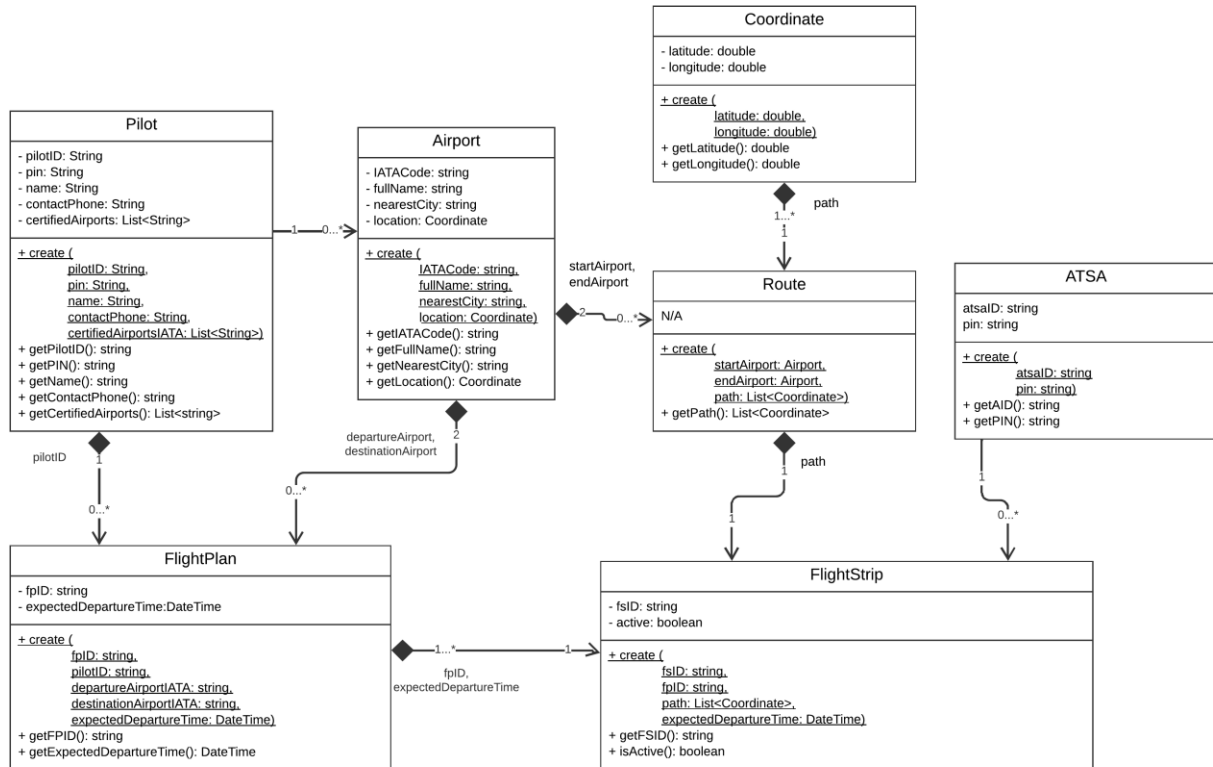 Coordinate
- latitude: double
- longitude: double
+ create (
latitude: double,
longitude: double)
+ getLatitude(): double
+ getLongitude(): double
Pilot
- pilotID: String
- pin: String
- name: String
- contactPhone: String
- certifiedAirports: List<String>
+ create (
pilotID: String,
pin: String,
name: String,
contactPhone: String,
certifiedAirportsIATA: List<String>)
+ getPilotID(): string
+ getPIN(): string
+ getName(): string
+ getContactPhone(): string
+ getCertifiedAirports(): List<string>
1
0...*
Airport
- IATACode: string
- fullName: string
- nearestCity: string
- location: Coordinate
+ create (
IATACode: string,
fullName: string,
nearestCity: string,
location: Coordinate)
+ getIATACode(): string
+ getFullName(): string
+ getNearestCity(): string
+ getLocation(): Coordinate
1...*
path
1
startAirport,
endAirport
2
0...*
Route
N/A
+ create (
startAirport: Airport,
endAirport: Airport,
path: List<Coordinate>)
+ getPath(): List<Coordinate>
ATSA
atsaID: string
pin: string
+ create (
atsaID: string
pin: string)
+ getAID(): string
+ getPIN(): string
pilotID
1
0...*
departureAirport,
destinationAirport
2
0...*
1
path
1
1
0...*
FlightPlan
- fpID: string
- expectedDepartureTime:DateTime
+ create (
fpID: string,
pilotID: string,
departureAirportIATA: string,
destinationAirportIATA: string,
expectedDepartureTime: DateTime)
+ getFPID(): string
+ getExpectedDepartureTime(): DateTime
1...*
1
fpID,
expectedDepartureTime
FlightStrip
- fsID: string
- active: boolean
+ create (
fsID: string,
fpID: string,
path: List<Coordinate>,
expectedDepartureTime: DateTime)
+ getFSID(): string
+ isActive(): boolean